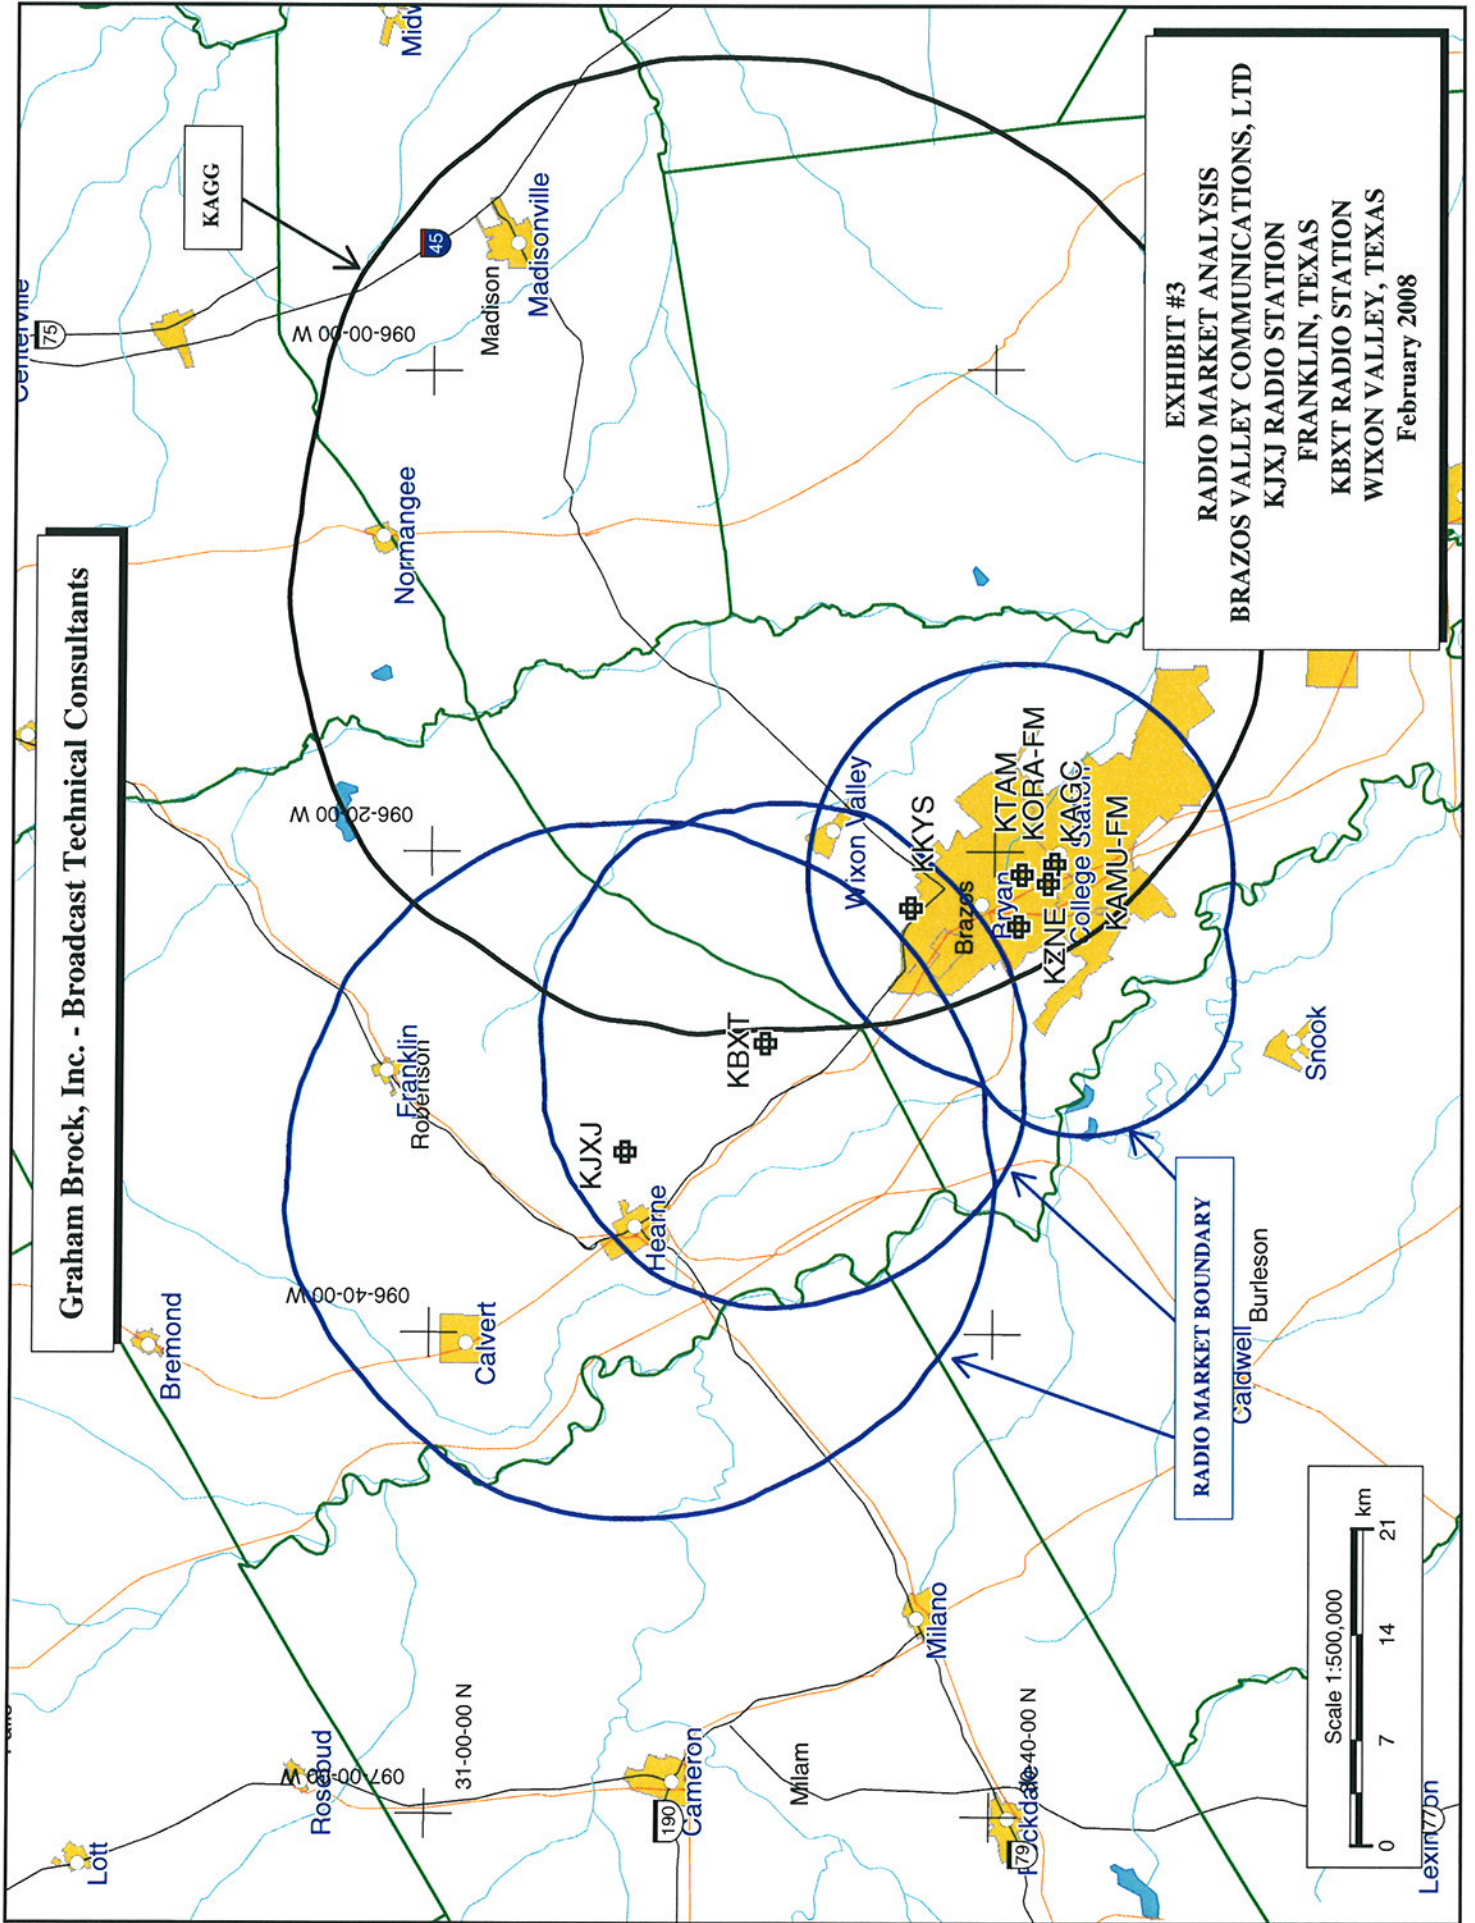 Graham Brock, Inc. - Broadcast Technical Consultants
EXHIBIT #3
RADIO MARKET ANALYSIS
BRAZOS VALLEY COMMUNICATIONS, LTD
KJXJ RADIO STATION
FRANKLIN, TEXAS
KBXT RADIO STATION
WIXON VALLEY, TEXAS
February 2008
KAGG
RADIO MARKET BOUNDARY
Scale 1:500,000
0 7 14 21 km
Lott
Rosebud
097-00-00 W
31-00-00 N
190
Cameron
Milam
79
30-40-00 N
77
Milano
Bremond
Calvert
096-40-00 W
Hearne
KJXJ
Franklin
Robertson
KBXT
Burleson
Caldwell
Snook
096-20-00 W
Wixon Valley
KKYS
Brazos
Bryan
KTAM
KORA-FM
KZNE
KAGC
College Station
KAMU-FM
Normangee
Centerville
75
096-00-00 W
45
Madison
Madisonville
Midw